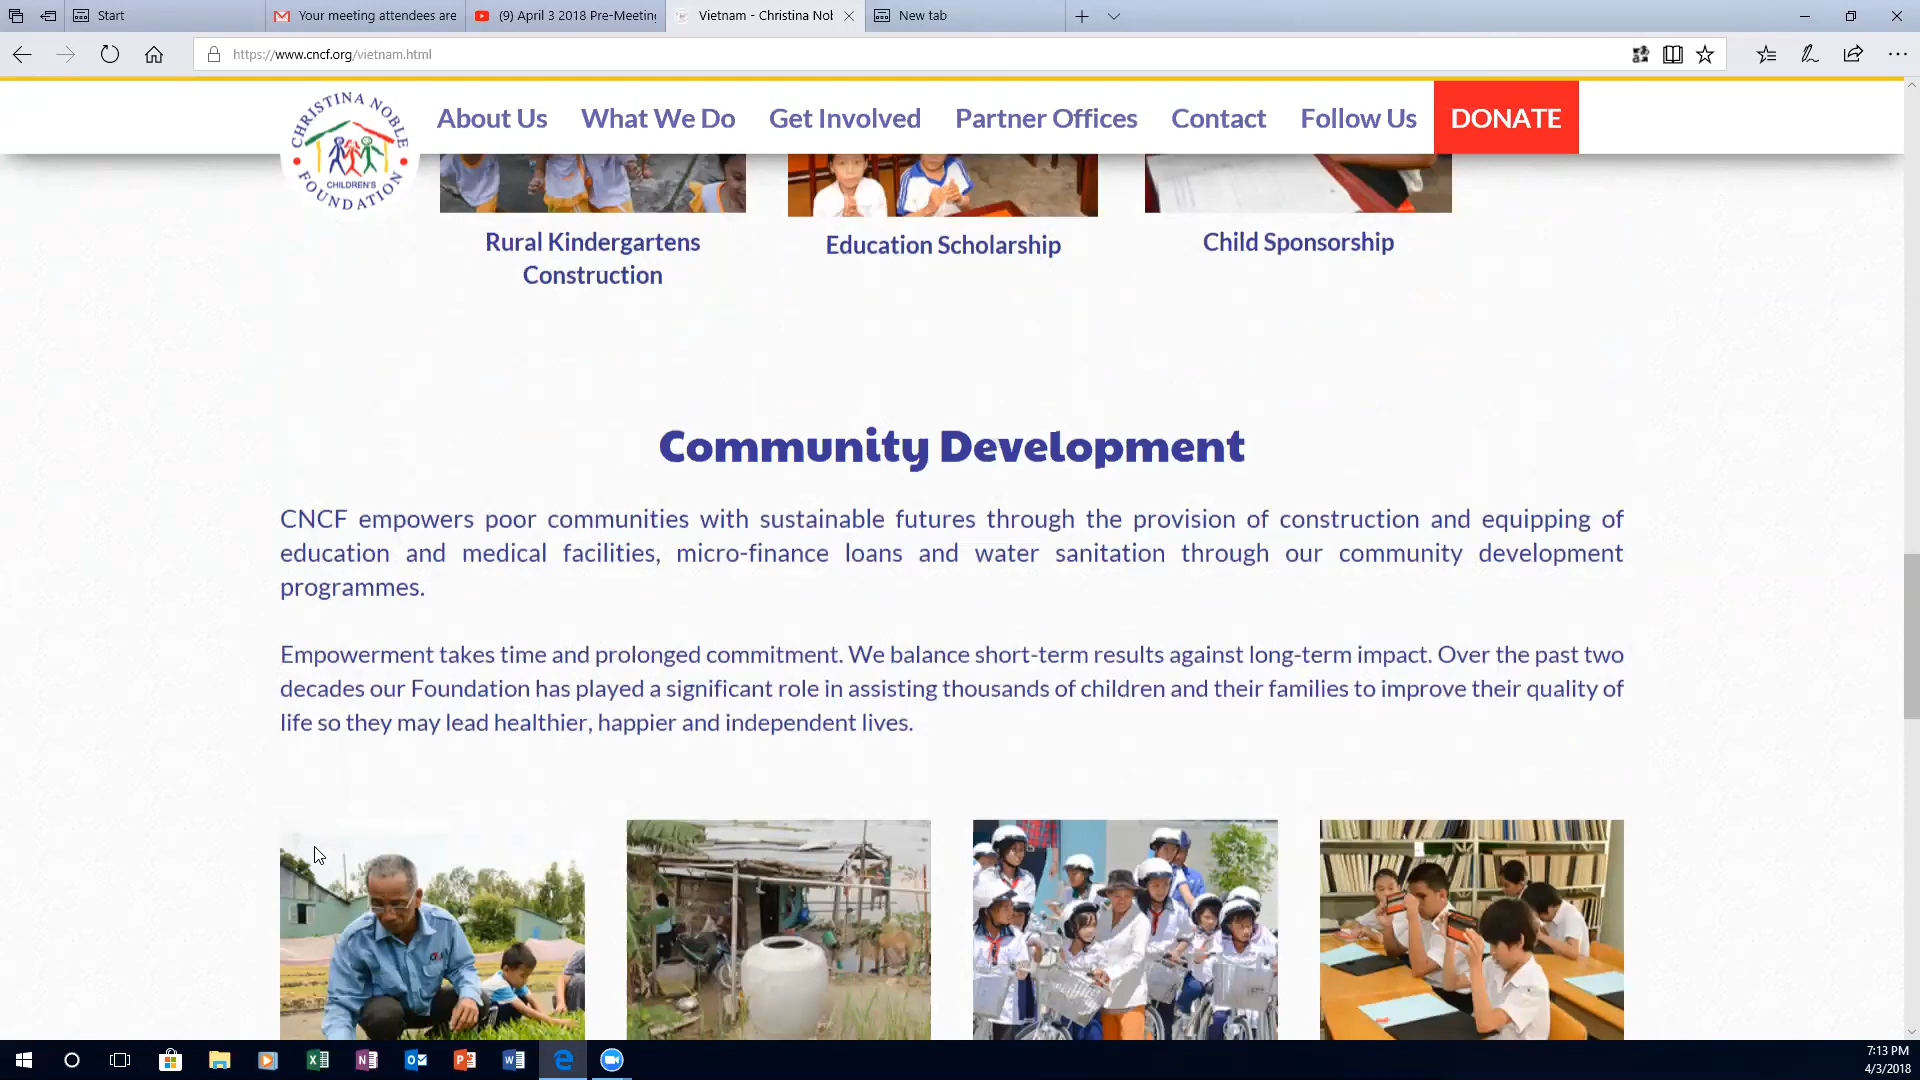 Start
Your meeting attendees are
(9) April 3 2018 Pre-Meeting
Vietnam - Christina Nob
New tab
https://www.cncf.org/vietnam.html
CHRISTINA NOBLE
CHILDREN'S
FOUNDATION
About Us
What We Do
Get Involved
Partner Offices
Contact
Follow Us
DONATE
Rural Kindergartens
Construction
Education Scholarship
Child Sponsorship
Community Development
CNCF empowers poor communities with sustainable futures through the provision of construction and equipping of
education and medical facilities, micro-finance loans and water sanitation through our community development
programmes.
Empowerment takes time and prolonged commitment. We balance short-term results against long-term impact. Over the past two
decades our Foundation has played a significant role in assisting thousands of children and their families to improve their quality of
life so they may lead healthier, happier and independent lives.
7:13 PM
4/3/2018